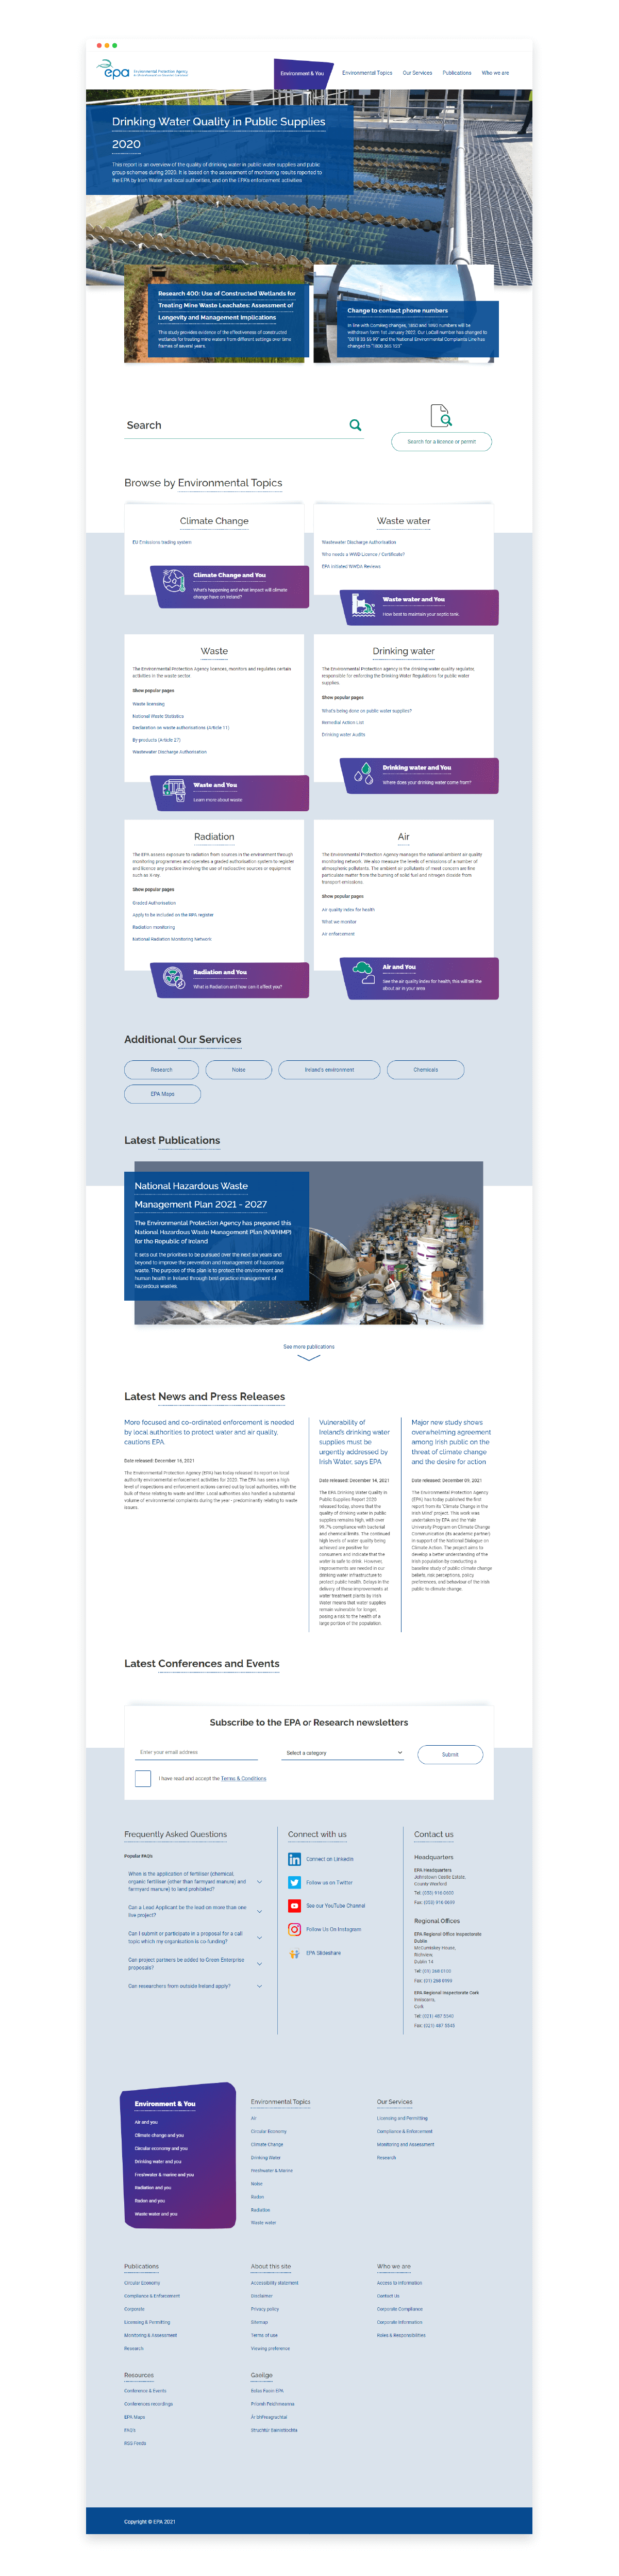 epa
Environmental Protection Agency
Environment & You
Environmental Topics
Our Services
Publications
Who we are
Drinking Water Quality in Public Supplies
2020
This report is an overview of the quality of drinking water in public water supplies and public
group schemes during 2020. It is based on the assessment of monitoring results reported to
the EPA by Irish Water and local authorities, and on the EPA's enforcement activities
Research 400: Use of Constructed Wetlands for
Treating Mine Waste Leachates: Assessment of
Longevity and Management Implications
This study provides evidence of the effectiveness of constructed
wetlands for treating mine waters from different settings over time
frames of several years.
Change to contact phone numbers
In line with Comreg changes, 1850 and 1890 numbers will be
withdrawn form 1st January 2022. Our LoCall number has changed to
"0818 33 55 99" and the National Environmental Complaints Line has
changed to "1800 365 123"
Search
Search for a licence or permit
Browse by Environmental Topics
Climate Change
EU Emissions trading system
Climate Change and You
What's happening and what impact will climate
change have on Ireland?
Waste water
Wastewater Discharge Authorisation
Who needs a WWD Licence / Certificate?
EPA Initiated WWDA Reviews
Waste water and You
How best to maintain your septic tank.
Waste
The Environmental Protection Agency licences, monitors and regulates certain
activities in the waste sector.
Show popular pages
Waste licensing
National Waste Statistics
Declaration on waste authorisations (Article 11)
By-products (Article 27)
Wastewater Discharge Authorisation
Waste and You
Learn more about waste
Drinking water
The Environmental Protection Agency is the drinking water quality regulator,
responsible for enforcing the Drinking Water Regulations for public water
supplies.
Show popular pages
What's being done on public water supplies?
Remedial Action List
Drinking water Audits
Drinking water and You
Where does your drinking water come from?
Radiation
The EPA assess exposure to radiation from sources in the environment through
monitoring programmes and operates a graded authorisation system to register
and licence any practice involving the use of radioactive sources or equipment
such as X-ray.
Show popular pages
Graded Authorisation
Apply to be included on the RPA register
Radiation monitoring
National Radiation Monitoring Network
Radiation and You
What is Radiation and how can it affect you?
Air
The Environmental Protection Agency Manages the national ambient air quality
monitoring network. We also measure the levels of emissions of a number of
atmospheric pollutants. The ambient air pollutants of most concern are fine
particulate matter from the burning of solid fuel and nitrogen dioxide from
transport emissions.
Show popular pages
Air quality index for health
What we monitor
Air enforcement
Air and You
See the air quality index for health, this will tell the
about air in your area
Additional Our Services
Research
Noise
Ireland's environment
Chemicals
EPA Maps
Latest Publications
National Hazardous Waste
Management Plan 2021 - 2027
The Environmental Protection Agency has prepared this
National Hazardous Waste Management Plan (NWHMP)
for the Republic of Ireland
It sets out the priorities to be pursued over the next six years and
beyond to improve the prevention and management of hazardous
waste. The purpose of this plan is to protect the environment and
human health in Ireland through best-practice management of
hazardous wastes
See more publications
Latest News and Press Releases
More focused and co-ordinated enforcement is needed
by local authorities to protect water and air quality,
cautions EPA.
Date released: December 16, 2021
The Environmental Protection Agency (EPA) has today released its report on local
authority environmental enforcement activities for 2020. The EPA has seen a high
level of inspections and enforcement actions carried out by local authorities, with the
bulk of these relating to waste and litter. Local authorities also handled a substantial
volume of environmental complaints during the year - predominantly relating to waste
issues.
Vulnerability of
Ireland's drinking water
supplies must be
urgently addressed by
Irish Water, says EPA
Date released: December 14, 2021
The EPA Drinking Water Quality in
Public Supplies Report 2020
released today, shows that the
quality of drinking water in public
supplies remains high, with over
99.7% compliance with bacterial
and chemical limits. The continued
high levels of water quality being
achieved are positive for
consumers and indicate that the
water is safe to drink. However,
improvements are needed in our
drinking water infrastructure to
protect public health. Delays in the
delivery of these improvements at
water treatment plants by Irish
Water means that water supplies
remain vulnerable for longer,
posing a risk to the health of a
large portion of the population.
Major new study shows
overwhelming agreement
among Irish public on the
threat of climate change
and the desire for action
Date released: December 09, 2021
The Environmental Protection Agency
(EPA) has today published the first
report from its 'Climate Change in the
Irish Mind' project. This work was
undertaken by EPA and the Yale
University Program on Climate Change
Communication (its academic partner)
in support of the National Dialogue on
Climate Action. The project aims to
develop a better understanding of the
Irish population by conducting a
baseline study of public climate change
beliefs, risk perceptions, policy
preferences, and behaviour of the Irish
public to climate change.
Latest Conferences and Events
Subscribe to the EPA or Research newsletters
Enter your email address
Select a category
Submit
I have read and accept the Terms & Conditions
Frequently Asked Questions
Popular FAQs
When is the application of fertiliser (chemical,
organic fertiliser (other than farmyard manure) and
farmyard manure) to land prohibited?
Can a Lead Applicant be the lead on more than one
live project?
Can I submit or participate in a proposal for a call
topic which my organisation is co-funding?
Can project partners be added to Green Enterprise
proposals?
Can researchers from outside Ireland apply?
Connect with us
Connect on LinkedIn
Follow us on Twitter
See our YouTube Channel
Follow Us On Instagram
EPA Slideshare
Contact us
Headquarters
EPA Headquarters
Johnstown Castle Estate,
County Wexford
Tel: (053) 916 0600
Fax: (053) 916 0699
Regional Offices
EPA Regional Office Inspectorate
Dublin
McCumiskey House,
Richview,
Dublin 14
Tel: (01) 268 0100
Fax: (01) 268 0199
EPA Regional Inspectorate Cork
Inniscarra,
Cork
Tel: (021) 487 5540
Fax: (021) 487 5545
Environment & You
Air and you
Climate change and you
Circular economy and you
Drinking water and you
Freshwater & marine and you
Radiation and you
Radon and you
Waste water and you
Environmental Topics
Air
Circular Economy
Climate Change
Drinking Water
Freshwater & Marine
Noise
Radon
Radiation
Waste water
Our Services
Licensing and Permitting
Compliance & Enforcement
Monitoring and Assessment
Research
Publications
Circular Economy
Compliance & Enforcement
Corporate
Licensing & Permitting
Monitoring & Assessment
Research
About this site
Accessibility statement
Disclaimer
Privacy policy
Sitemap
Terms of use
Viewing preference
Who we are
Access to Information
Contact Us
Corporate Compliance
Corporate Information
Roles & Responsibilities
Resources
Conference & Events
Conferences recordings
EPA Maps
FAQ's
RSS Feeds
Gaeilge
Eolas Faoin EPA
Príomh Feidhmeanna
Ár bhFreagrachtaí
Struchtúr Eagraíochta
Copyright © EPA 2021